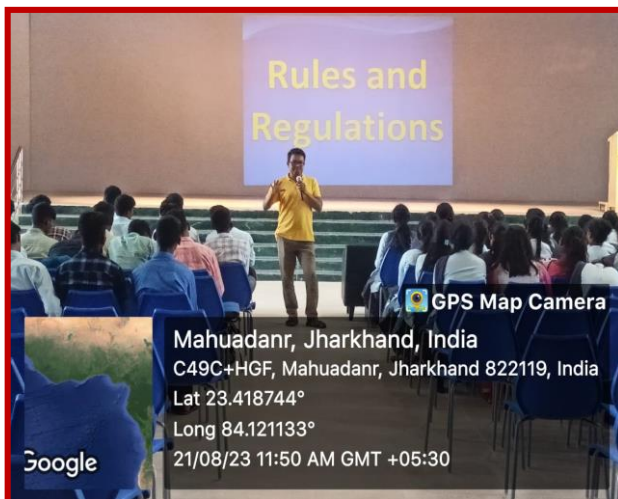 Rules and
Regulations
GPS Map Camera
Mahuadanr, Jharkhand, India
C49C+HGF, Mahuadanr, Jharkhand 822119, India
Lat 23.418744°
Long 84.121133°
21/08/23 11:50 AM GMT +05:30
Google